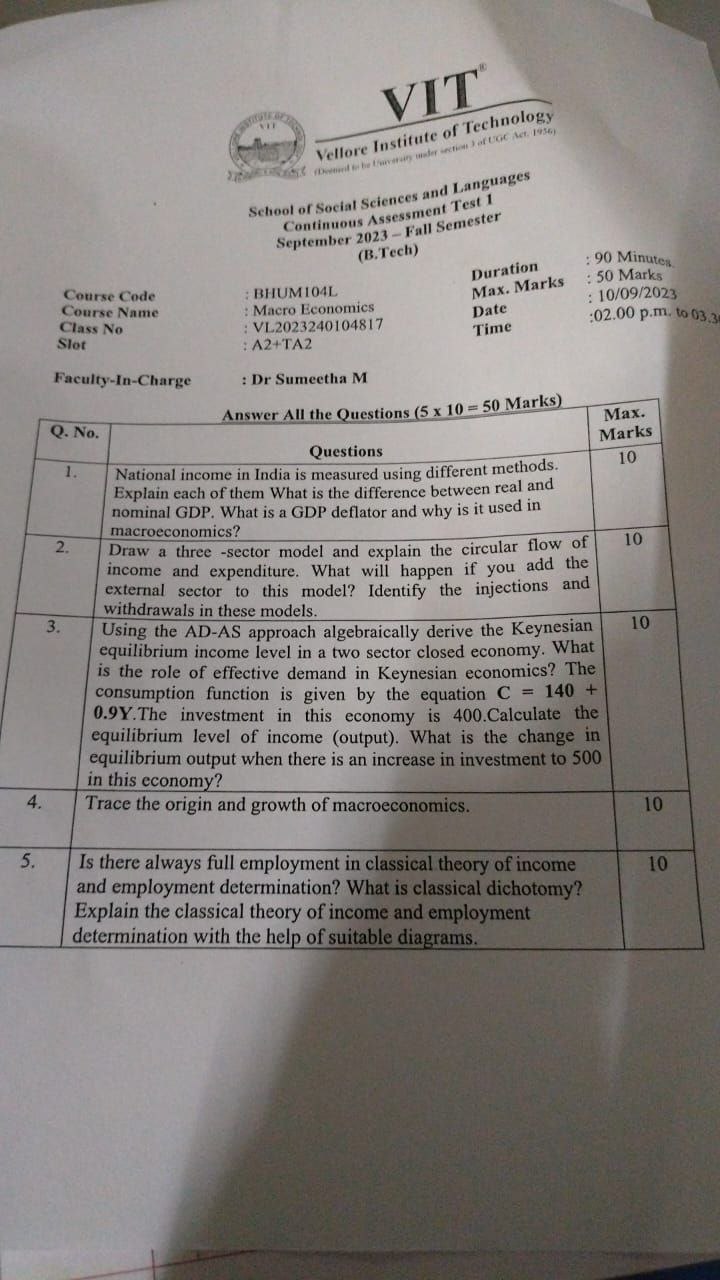 VIT®
VIT
Vellore Institute of Technology
(Deemed to be University under section 3 of UGC Act, 1956)
School of Social Sciences and Languages
Continuous Assessment Test 1
September 2023 – Fall Semester
(B.Tech)
Course Code : BHUM104L
Course Name : Macro Economics
Class No : VL2023240104817
Slot : A2+TA2
Duration : 90 Minutes
Max. Marks : 50 Marks
Date : 10/09/2023
Time :02.00 p.m. to 03.3
Faculty-In-Charge : Dr Sumeetha M
Answer All the Questions (5 x 10 = 50 Marks)
Q. No. Questions Max. Marks
1. National income in India is measured using different methods. 10
Explain each of them What is the difference between real and
nominal GDP. What is a GDP deflator and why is it used in
macroeconomics?
2. Draw a three -sector model and explain the circular flow of 10
income and expenditure. What will happen if you add the
external sector to this model? Identify the injections and
withdrawals in these models.
3. Using the AD-AS approach algebraically derive the Keynesian 10
equilibrium income level in a two sector closed economy. What
is the role of effective demand in Keynesian economics? The
consumption function is given by the equation C = 140 +
0.9Y.The investment in this economy is 400.Calculate the
equilibrium level of income (output). What is the change in
equilibrium output when there is an increase in investment to 500
in this economy?
4. Trace the origin and growth of macroeconomics. 10
5. Is there always full employment in classical theory of income 10
and employment determination? What is classical dichotomy?
Explain the classical theory of income and employment
determination with the help of suitable diagrams.